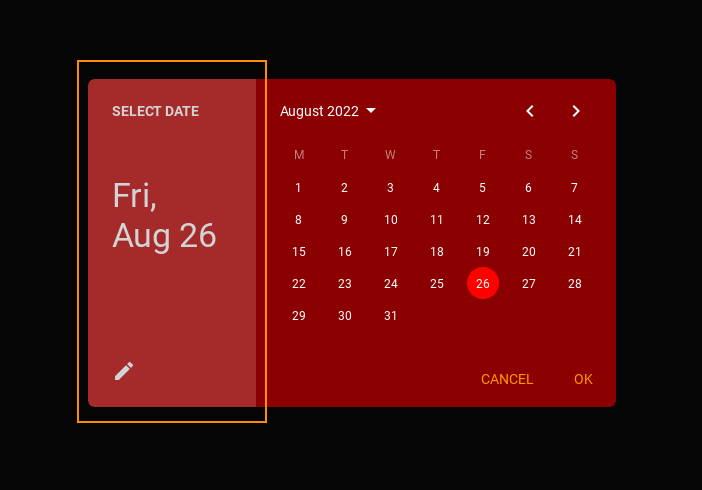 SELECT DATE
Fri,
Aug 26
August 2022
M T W T F S S
1 2 3 4 5 6 7
8 9 10 11 12 13 14
15 16 17 18 19 20 21
22 23 24 25 26 27 28
29 30 31
CANCEL OK